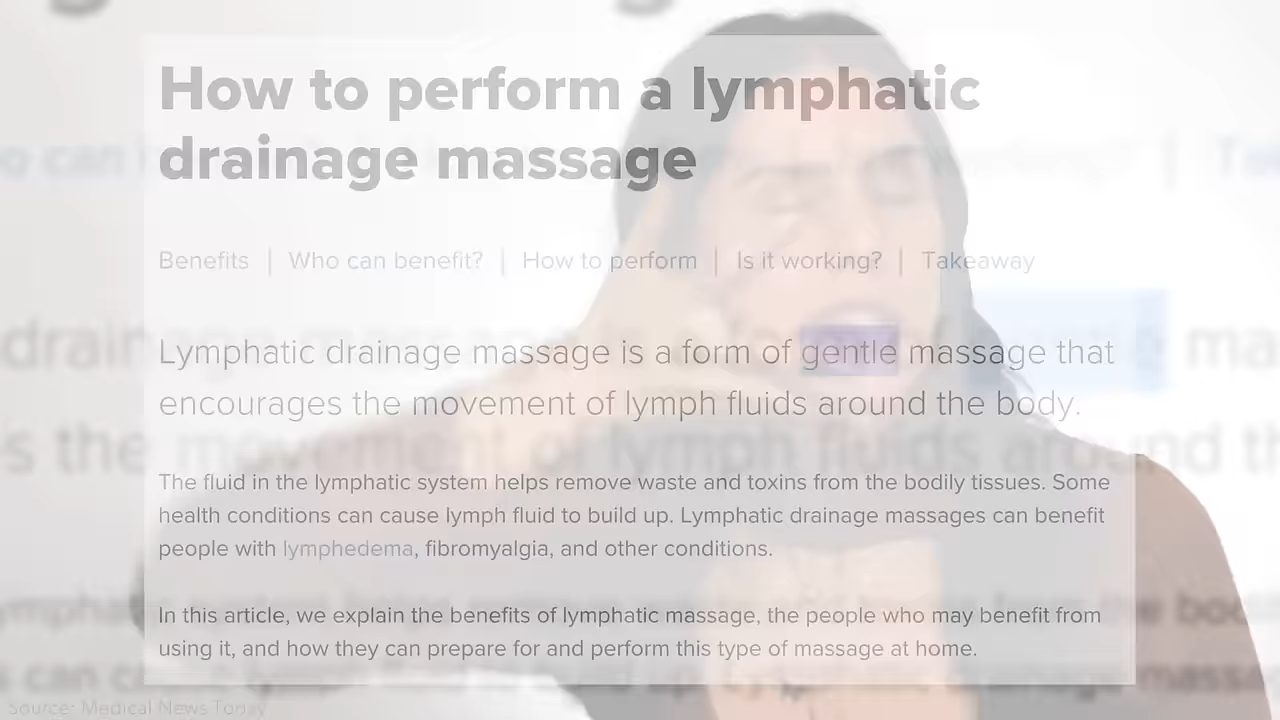 How to perform a lymphatic
drainage massage
Benefits | Who can benefit? | How to perform | Is it working? | Takeaway
Lymphatic drainage massage is a form of gentle massage that
encourages the movement of lymph fluids around the body.
The fluid in the lymphatic system helps remove waste and toxins from the bodily tissues. Some
health conditions can cause lymph fluid to build up. Lymphatic drainage massages can benefit
people with lymphedema, fibromyalgia, and other conditions.
In this article, we explain the benefits of lymphatic massage, the people who may benefit from
using it, and how they can prepare for and perform this type of massage at home.
Source: Medical News Today